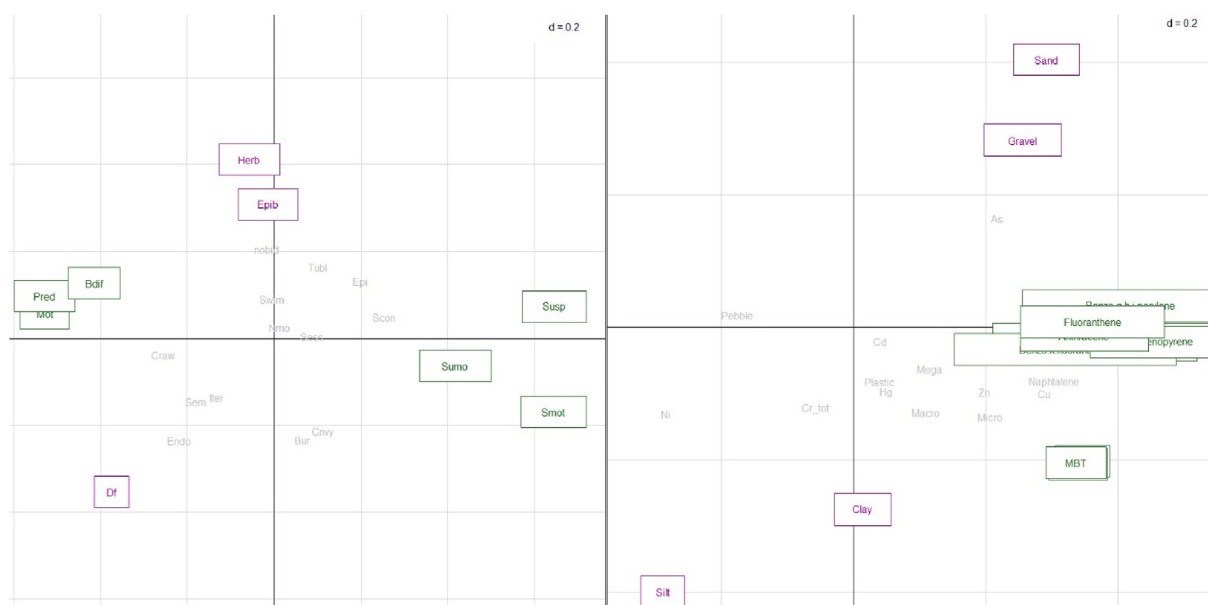 d = 0.2
Herb
Epib
nobid
Tubi
Epi
Swim
Scon
Nmo
Sess
Pred
Mot
Bdif
Susp
Craw
Sumo
Sem
Iter
Smot
Endo
Cnvy
Bur
Df
d = 0.2
Sand
Gravel
As
Pebble
Fluoranthene
Cd
Mega
Plastic
Hg
Zn
Naphtalene
Cu
Ni
Cr_tot
Macro
Micro
MBT
Clay
Silt